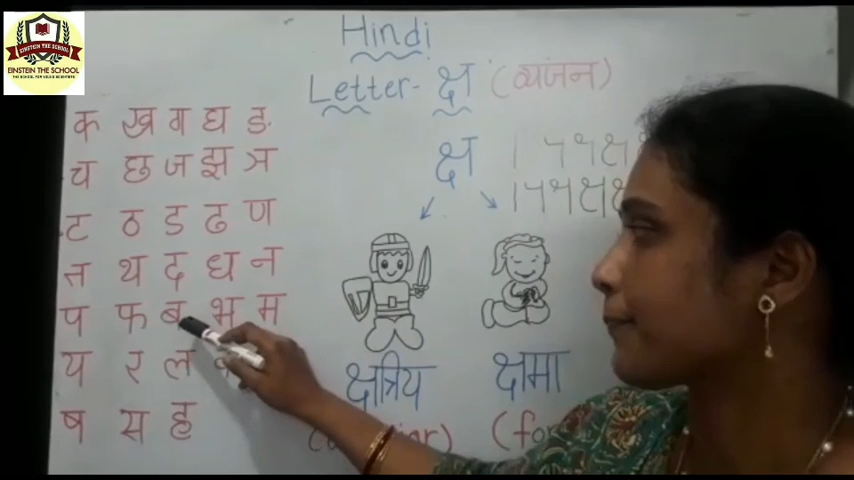 EINSTEIN THE SCHOOL
EINSTEIN THE SCHOOL
Hindi
Letter- क्ष (व्यंजन)
क ख ग घ ङ
च छ ज झ ञ
ट ठ ड ढ ण
त थ द ध न
प फ ब भ म
य र ल
ष स ह
क्ष
क्षत्रिय
क्षमा